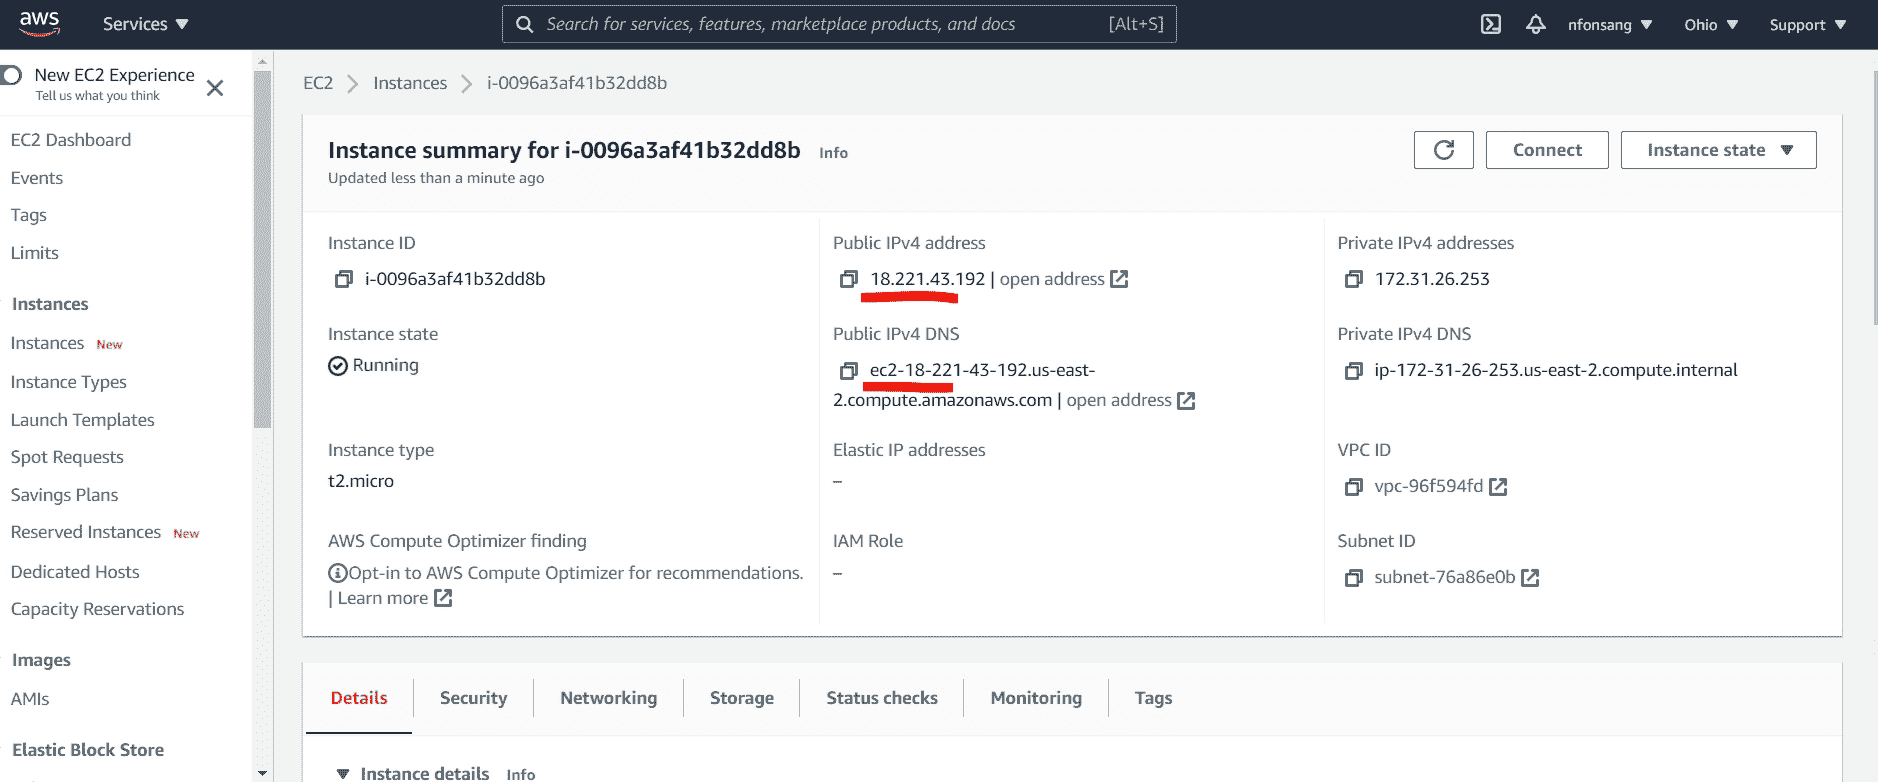 aws Services Search for services, features, marketplace products, and docs [Alt+S] nfonsang Ohio Support
New EC2 Experience
Tell us what you think
EC2 Dashboard
Events
Tags
Limits
Instances
Instances New
Instance Types
Launch Templates
Spot Requests
Savings Plans
Reserved Instances New
Dedicated Hosts
Capacity Reservations
Images
AMIs
Elastic Block Store
EC2 Instances i-0096a3af41b32dd8b
Instance summary for i-0096a3af41b32dd8b Info
Updated less than a minute ago
Connect
Instance state
Instance ID
i-0096a3af41b32dd8b
Public IPv4 address
18.221.43.192 | open address
Private IPv4 addresses
172.31.26.253
Instance state
Running
Public IPv4 DNS
ec2-18-221-43-192.us-east-
2.compute.amazonaws.com | open address
Private IPv4 DNS
ip-172-31-26-253.us-east-2.compute.internal
Instance type
t2.micro
Elastic IP addresses
–
VPC ID
vpc-96f594fd
AWS Compute Optimizer finding
Opt-in to AWS Compute Optimizer for recommendations.
| Learn more
IAM Role
–
Subnet ID
subnet-76a86e0b
Details Security Networking Storage Status checks Monitoring Tags
Instance details Info